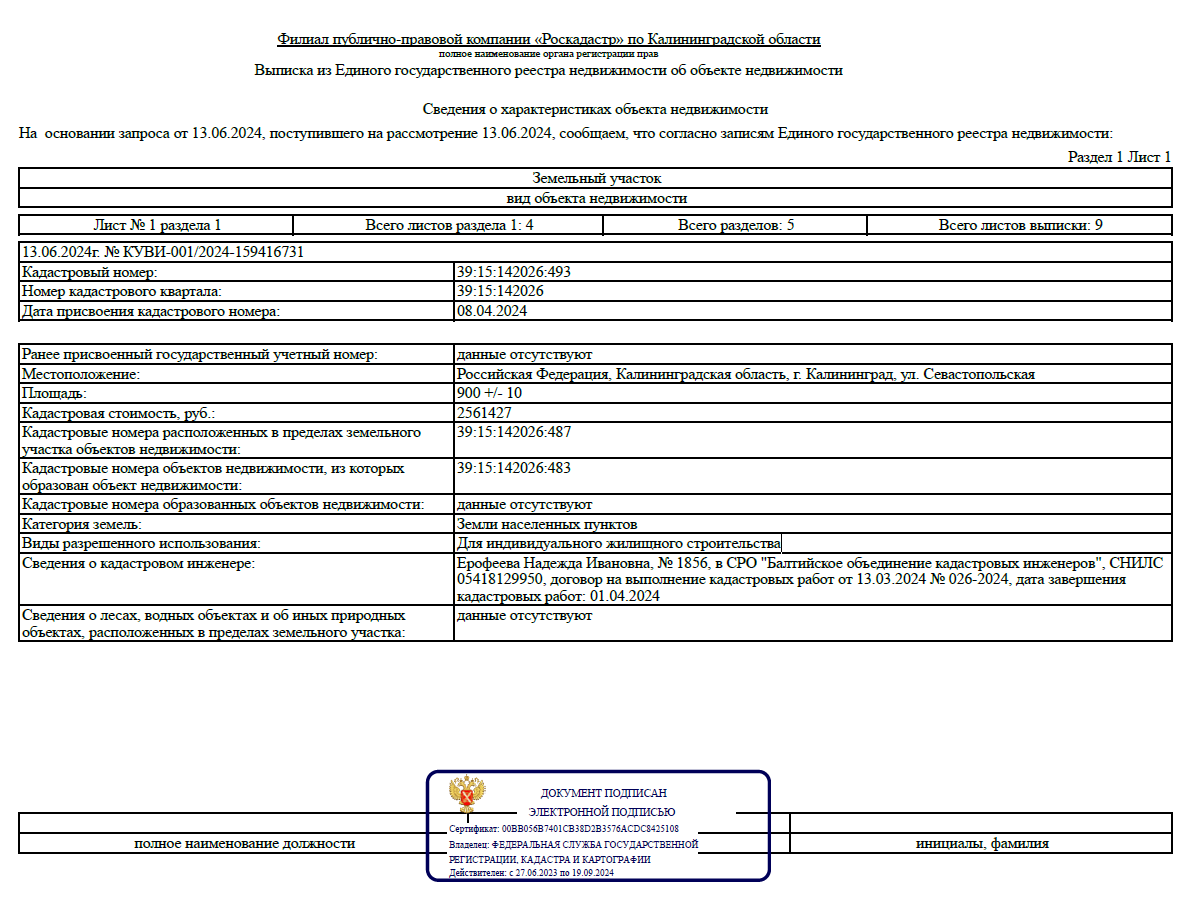 Филиал публично-правовой компании «Роскадастр» по Калининградской области
полное наименование органа регистрации прав
Выписка из Единого государственного реестра недвижимости об объекте недвижимости
Сведения о характеристиках объекта недвижимости
На основании запроса от 13.06.2024, поступившего на рассмотрение 13.06.2024, сообщаем, что согласно записям Единого государственного реестра недвижимости:
Раздел 1 Лист 1
Земельный участок
вид объекта недвижимости
Лист № 1 раздела 1 Всего листов раздела 1: 4 Всего разделов: 5 Всего листов выписки: 9
13.06.2024г. № КУВИ-001/2024-159416731
Кадастровый номер: 39:15:142026:493
Номер кадастрового квартала: 39:15:142026
Дата присвоения кадастрового номера: 08.04.2024
Ранее присвоенный государственный учетный номер: данные отсутствуют
Местоположение: Российская Федерация, Калининградская область, г. Калининград, ул. Севастопольская
Площадь: 900 +/- 10
Кадастровая стоимость, руб.: 2561427
Кадастровые номера расположенных в пределах земельного 39:15:142026:487
участка объектов недвижимости:
Кадастровые номера объектов недвижимости, из которых 39:15:142026:483
образован объект недвижимости:
Кадастровые номера образованных объектов недвижимости: данные отсутствуют
Категория земель: Земли населенных пунктов
Виды разрешенного использования: Для индивидуального жилищного строительства
Сведения о кадастровом инженере: Ерофеева Надежда Ивановна, № 1856, в СРО "Балтийское объединение кадастровых инженеров", СНИЛС
05418129950, договор на выполнение кадастровых работ от 13.03.2024 № 026-2024, дата завершения
кадастровых работ: 01.04.2024
Сведения о лесах, водных объектах и об иных природных данные отсутствуют
объектах, расположенных в пределах земельного участка:
ДОКУМЕНТ ПОДПИСАН
ЭЛЕКТРОННОЙ ПОДПИСЬЮ
Сертификат: 00BB056B7401CB38D2B3576ACDC8425108
Владелец: ФЕДЕРАЛЬНАЯ СЛУЖБА ГОСУДАРСТВЕННОЙ
РЕГИСТРАЦИИ, КАДАСТРА И КАРТОГРАФИИ
Действителен: с 27.06.2023 по 19.09.2024
полное наименование должности инициалы, фамилия